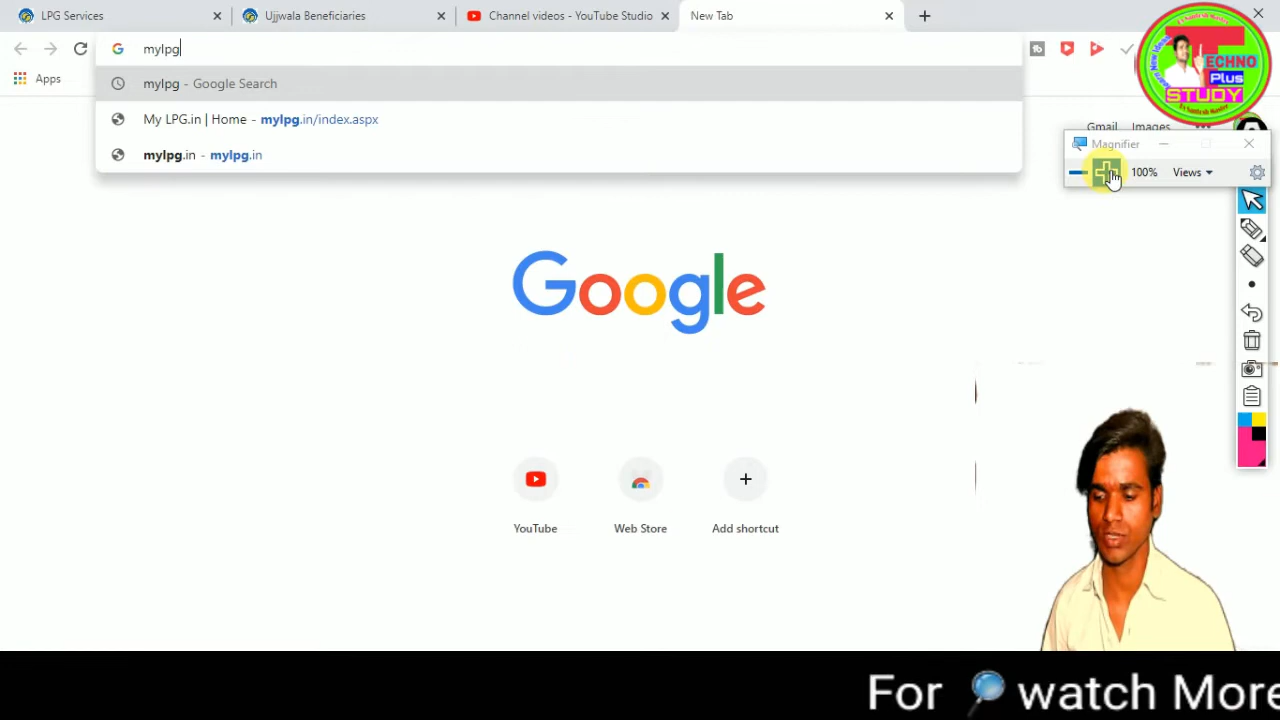 LPG Services
Ujjwala Beneficiaries
Channel videos - YouTube Studio
New Tab
mylpg
Apps
mylpg - Google Search
My LPG.in | Home - mylpg.in/index.aspx
mylpg.in - mylpg.in
TECHNO
Plus
STUDY
Gmail
Images
Magnifier
100%
Views
Google
YouTube
Web Store
Add shortcut
For watch More